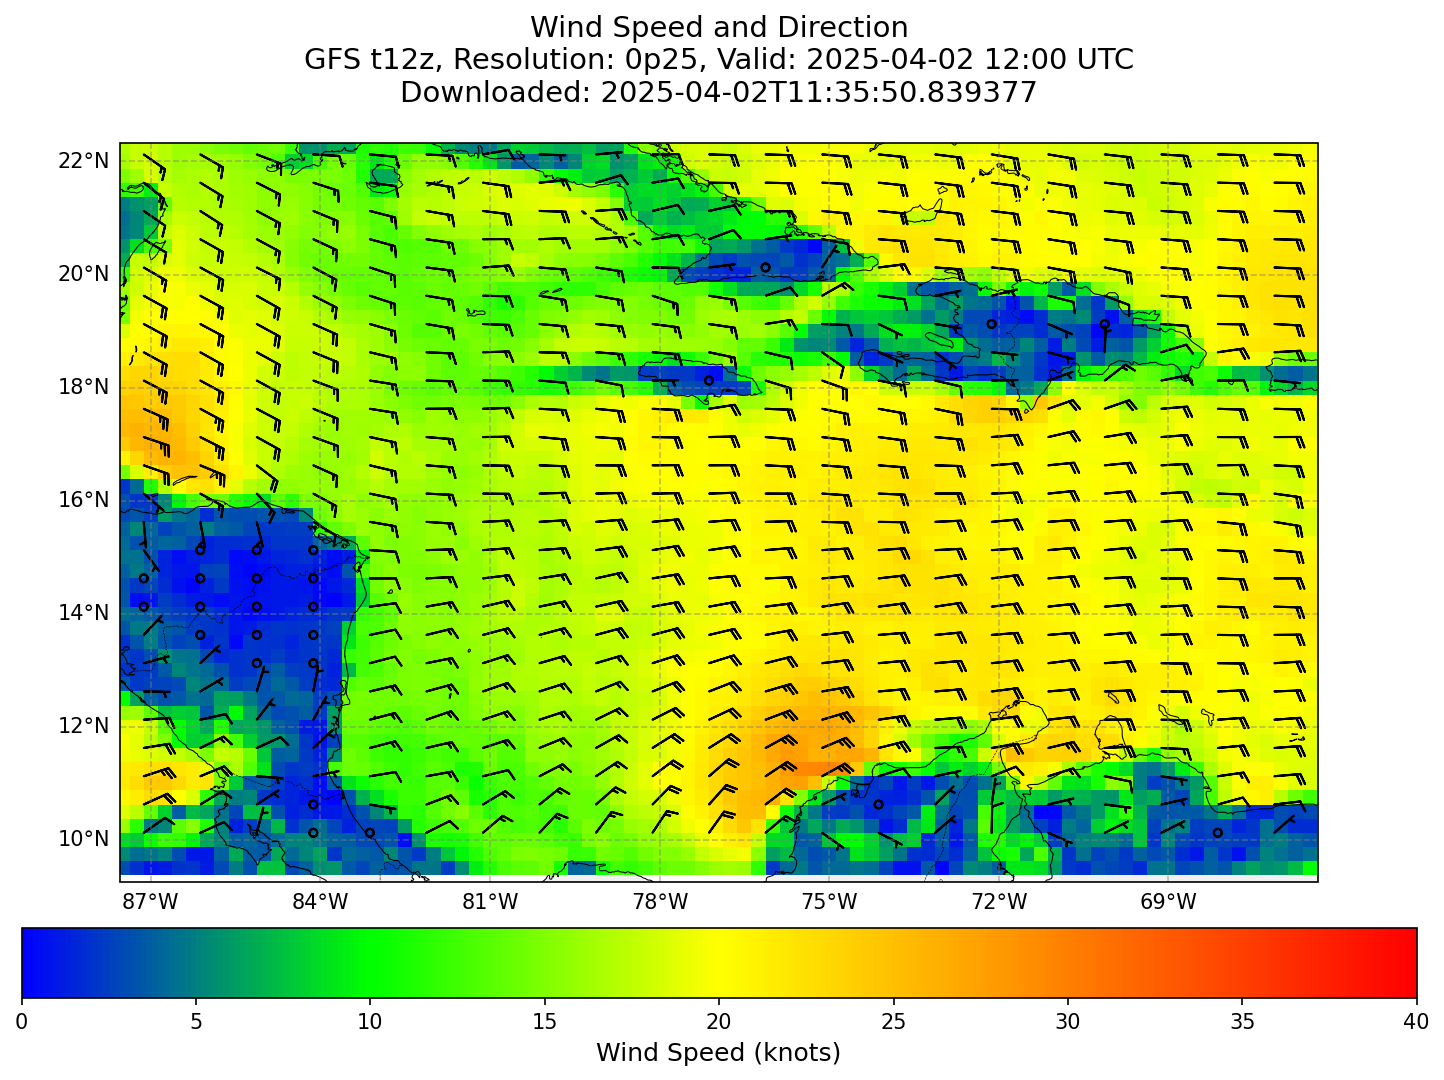 Wind Speed and Direction
GFS t12z, Resolution: 0p25, Valid: 2025-04-02 12:00 UTC
Downloaded: 2025-04-02T11:35:50.839377
22°N
20°N
18°N
16°N
14°N
12°N
10°N
87°W 84°W 81°W 78°W 75°W 72°W 69°W
0 5 10 15 20 25 30 35 40
Wind Speed (knots)